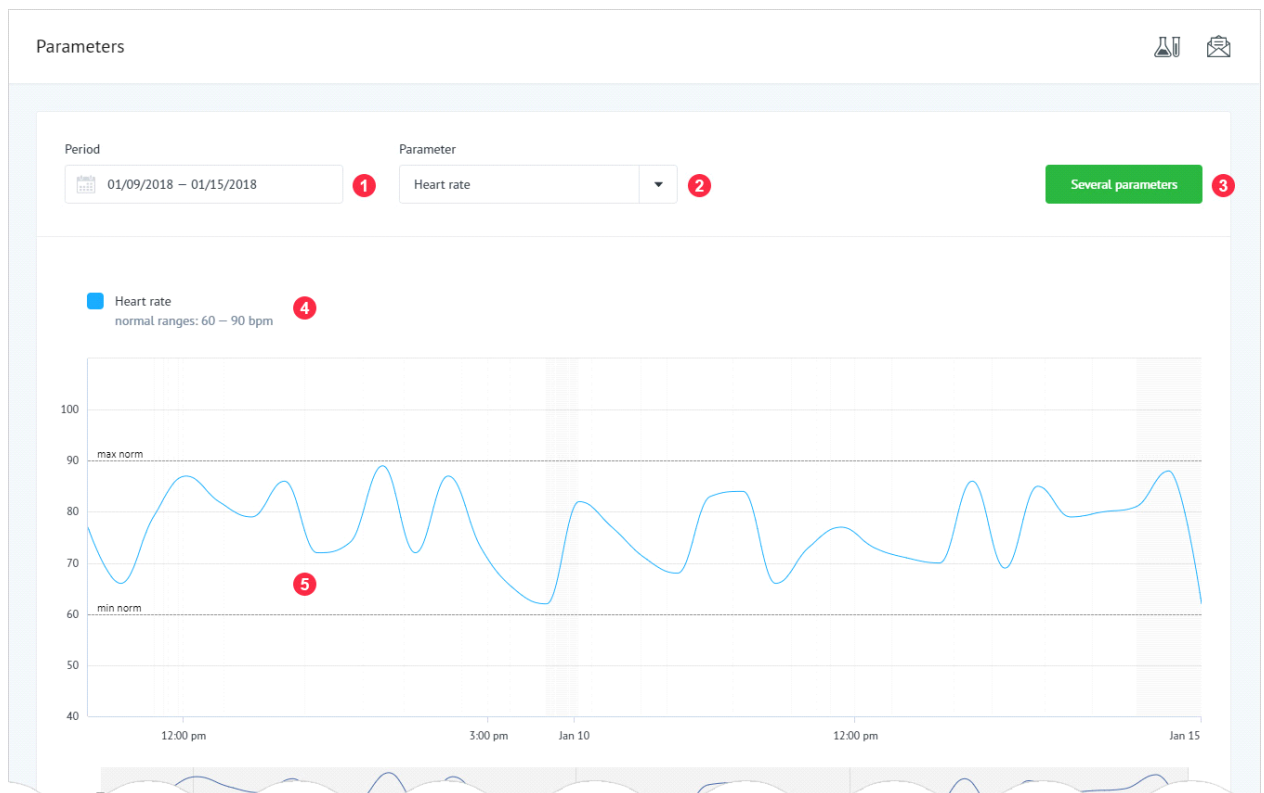 Parameters
Period
Parameter
01/09/2018 – 01/15/2018
1
Heart rate
2
Several parameters
3
Heart rate
normal ranges: 60 – 90 bpm
4
100
max norm
90
80
70
5
min norm
60
50
40
12:00 pm
3:00 pm
Jan 10
12:00 pm
Jan 15